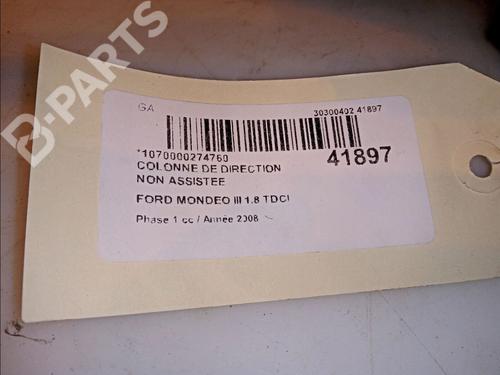 B-PARTS
GA
30300402 41897
*1070000274760
41897
COLONNE DE DIRECTION
NON ASSISTEE
FORD MONDEO III 1.8 TDCI
Phase 1 cc / Année 2008